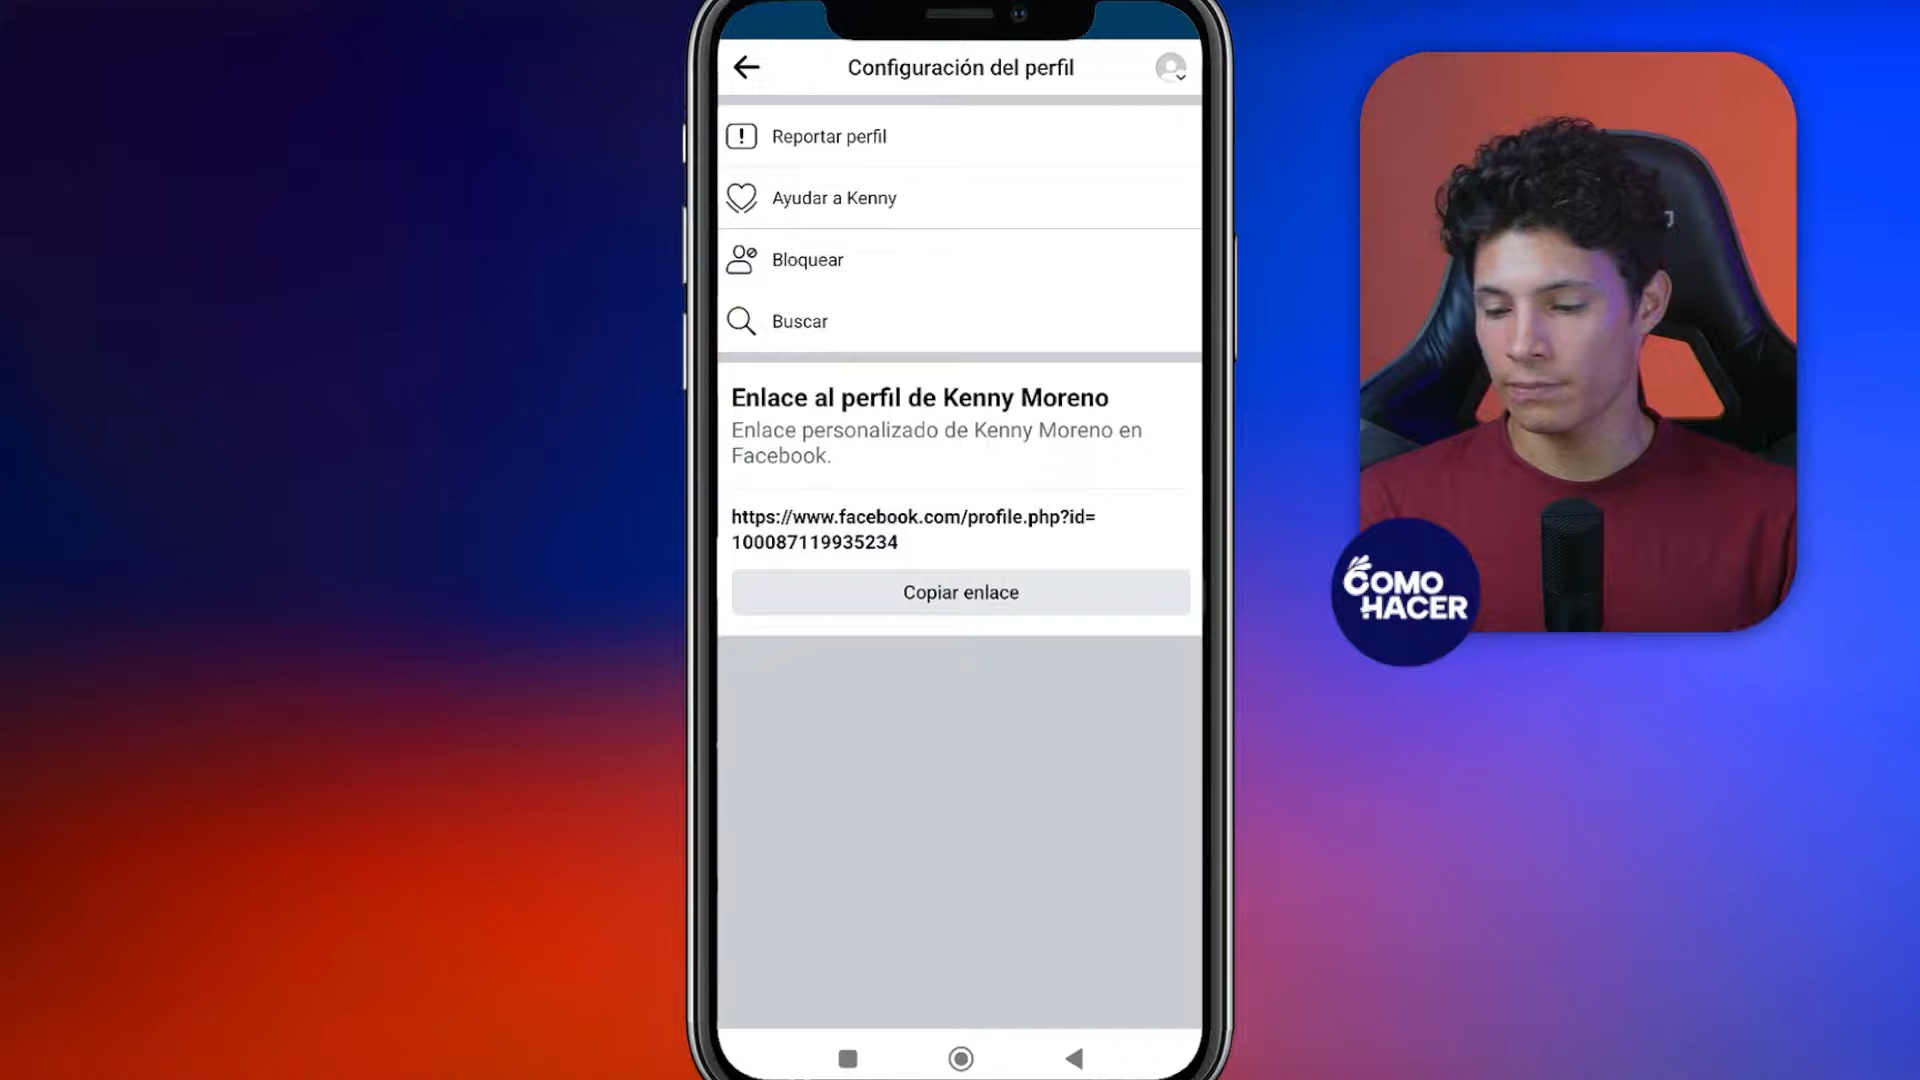 Configuración del perfil
Reportar perfil
Ayudar a Kenny
Bloquear
Buscar
Enlace al perfil de Kenny Moreno
Enlace personalizado de Kenny Moreno en
Facebook.
https://www.facebook.com/profile.php?id=
100087119935234
Copiar enlace
COMO
HACER